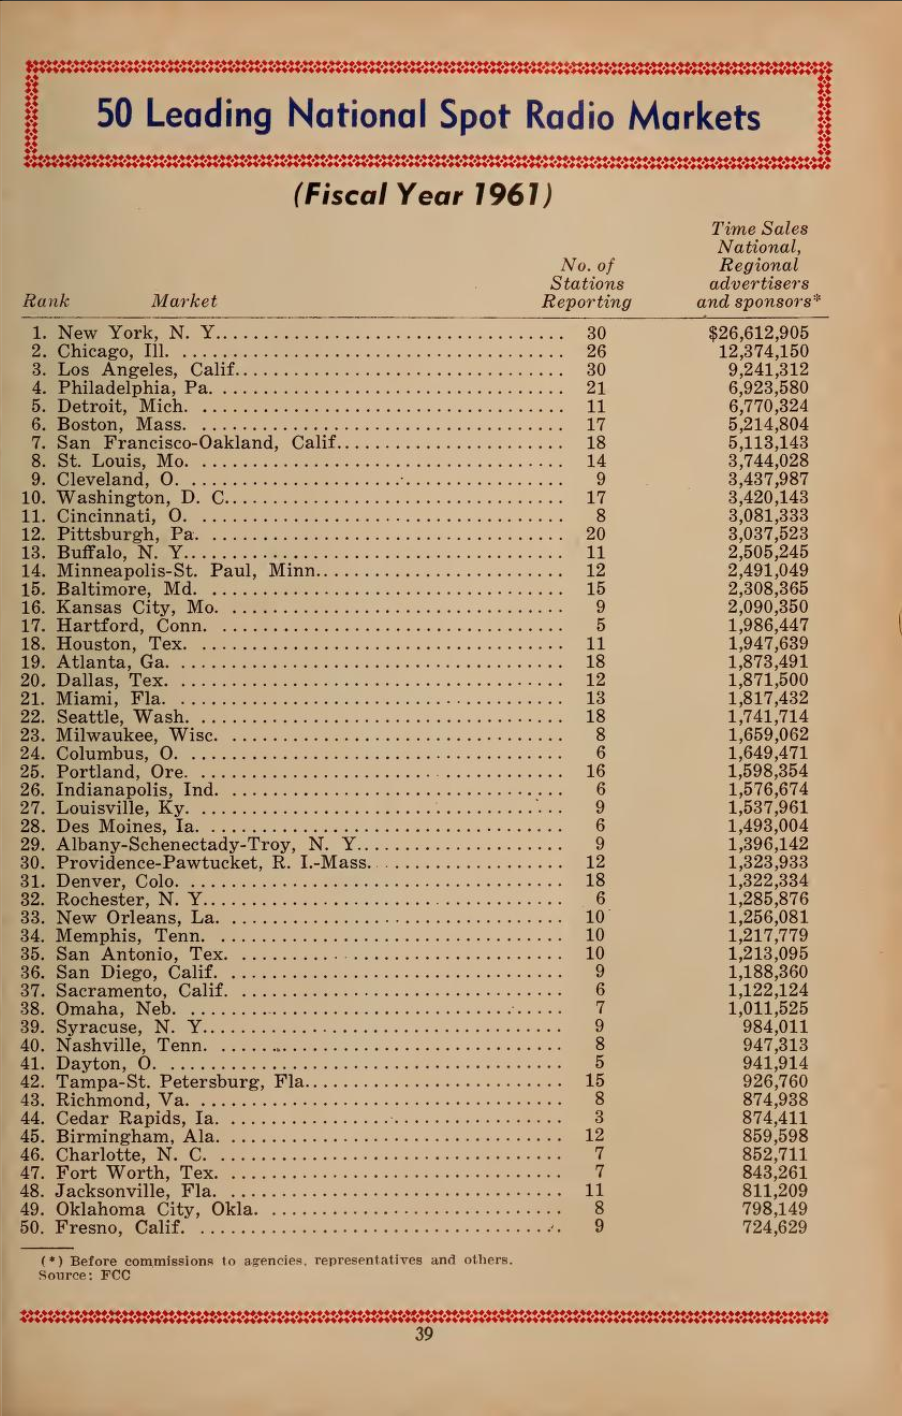 50 Leading National Spot Radio Markets
(Fiscal Year 1961)
Time Sales
National,
No. of Regional
Stations advertisers
Rank Market Reporting and sponsors*
1. New York, N. Y. 30 $26,612,905
2. Chicago, Ill. 26 12,374,150
3. Los Angeles, Calif. 30 9,241,312
4. Philadelphia, Pa. 21 6,923,580
5. Detroit, Mich. 11 6,770,324
6. Boston, Mass. 17 5,214,804
7. San Francisco-Oakland, Calif. 18 5,113,143
8. St. Louis, Mo. 14 3,744,028
9. Cleveland, O. 9 3,437,987
10. Washington, D. C. 17 3,420,143
11. Cincinnati, O. 8 3,081,333
12. Pittsburgh, Pa. 20 3,037,523
13. Buffalo, N. Y. 11 2,505,245
14. Minneapolis-St. Paul, Minn. 12 2,491,049
15. Baltimore, Md. 15 2,308,365
16. Kansas City, Mo. 9 2,090,350
17. Hartford, Conn. 5 1,986,447
18. Houston, Tex. 11 1,947,639
19. Atlanta, Ga. 18 1,873,491
20. Dallas, Tex. 12 1,871,500
21. Miami, Fla. 13 1,817,432
22. Seattle, Wash. 18 1,741,714
23. Milwaukee, Wisc. 8 1,659,062
24. Columbus, O. 6 1,649,471
25. Portland, Ore. 16 1,598,354
26. Indianapolis, Ind. 6 1,576,674
27. Louisville, Ky. 9 1,537,961
28. Des Moines, Ia. 6 1,493,004
29. Albany-Schenectady-Troy, N. Y. 9 1,396,142
30. Providence-Pawtucket, R. I.-Mass. 12 1,323,933
31. Denver, Colo. 18 1,322,334
32. Rochester, N. Y. 6 1,285,876
33. New Orleans, La. 10 1,256,081
34. Memphis, Tenn. 10 1,217,779
35. San Antonio, Tex. 10 1,213,095
36. San Diego, Calif. 9 1,188,360
37. Sacramento, Calif. 6 1,122,124
38. Omaha, Neb. 7 1,011,525
39. Syracuse, N. Y. 9 984,011
40. Nashville, Tenn. 8 947,313
41. Dayton, O. 5 941,914
42. Tampa-St. Petersburg, Fla. 15 926,760
43. Richmond, Va. 8 874,938
44. Cedar Rapids, Ia. 3 874,411
45. Birmingham, Ala. 12 859,598
46. Charlotte, N. C. 7 852,711
47. Fort Worth, Tex. 7 843,261
48. Jacksonville, Fla. 11 811,209
49. Oklahoma City, Okla. 8 798,149
50. Fresno, Calif. 9 724,629
(*) Before commissions to agencies, representatives and others.
Source: FCC
39